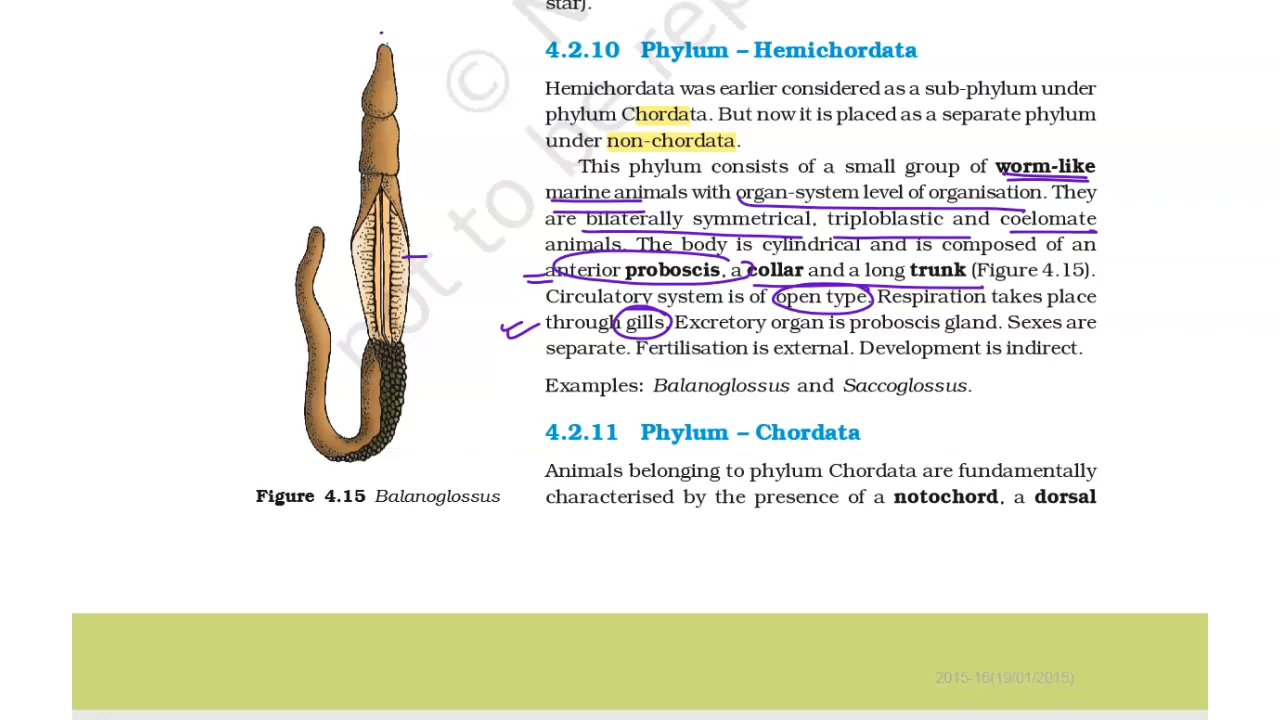 star).
4.2.10 Phylum – Hemichordata
Hemichordata was earlier considered as a sub-phylum under
phylum Chordata. But now it is placed as a separate phylum
under non-chordata.
This phylum consists of a small group of worm-like
marine animals with organ-system level of organisation. They
are bilaterally symmetrical, triploblastic and coelomate
animals. The body is cylindrical and is composed of an
anterior proboscis, a collar and a long trunk (Figure 4.15).
Circulatory system is of open type. Respiration takes place
through gills. Excretory organ is proboscis gland. Sexes are
separate. Fertilisation is external. Development is indirect.
Examples: Balanoglossus and Saccoglossus.
4.2.11 Phylum – Chordata
Animals belonging to phylum Chordata are fundamentally
characterised by the presence of a notochord, a dorsal
Figure 4.15 Balanoglossus
© N
not to be rep
2015-16(19/01/2015)